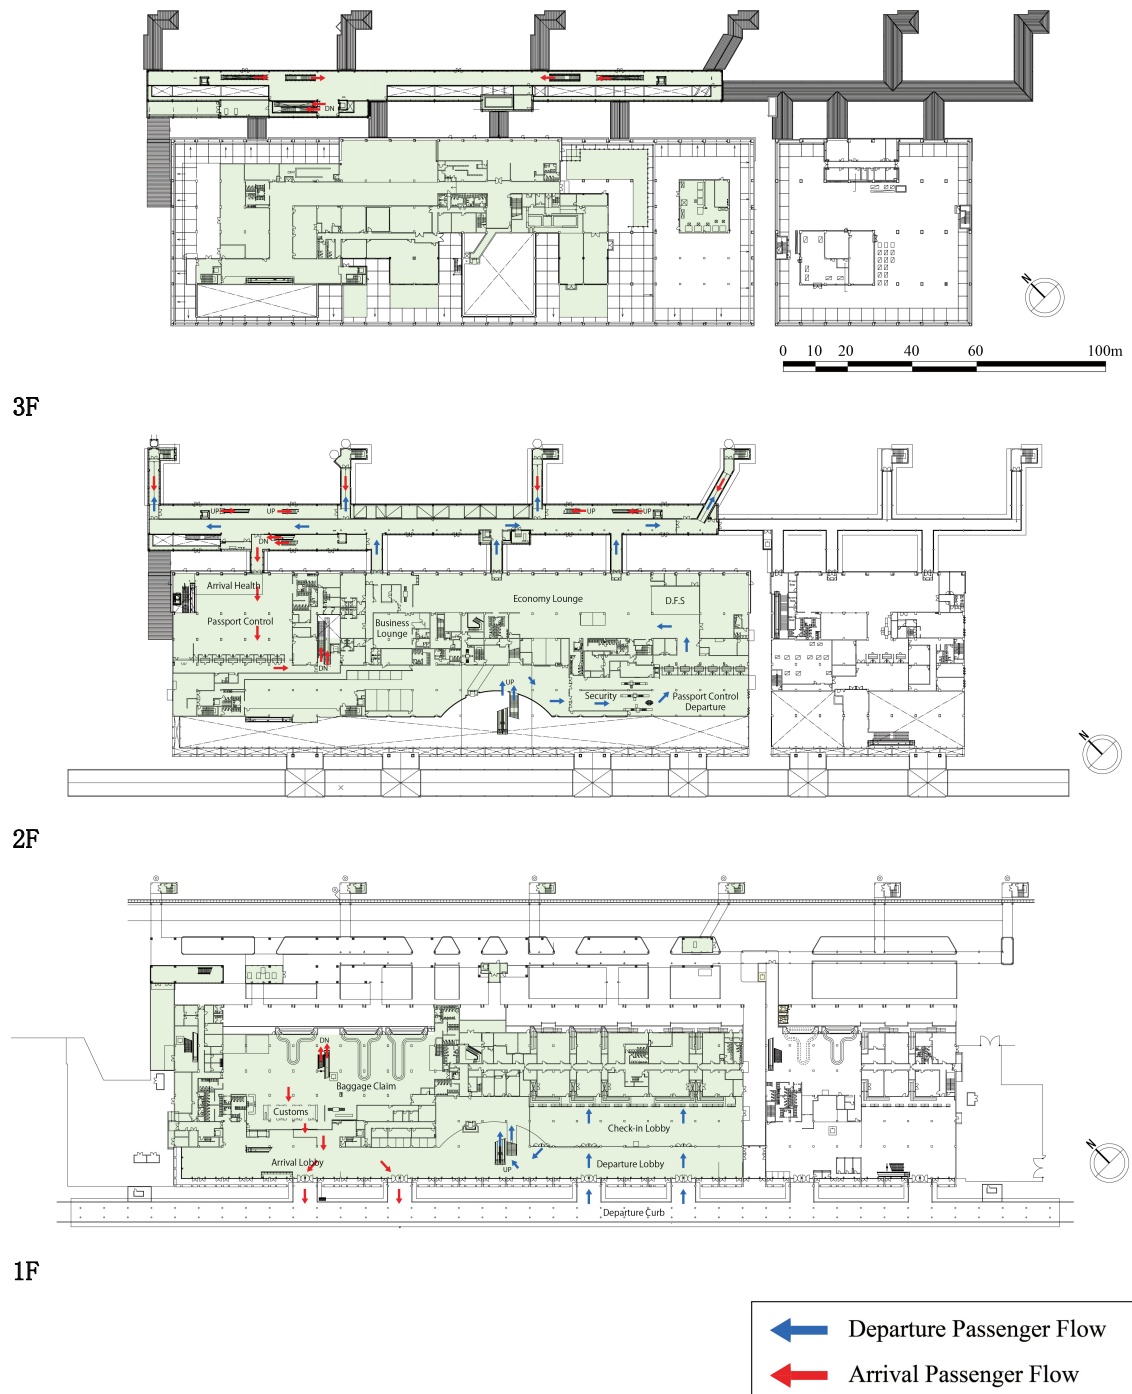 DN
N
0 10 20 40 60 100m
3F
UP UP UP UP
DN
Arrival Health
Economy Lounge
D.F.S
Passport Control
Business
Lounge
DN
UP
Security
Passport Control
Departure
N
2F
DN
Baggage Claim
Customs
Check-in Lobby
Arrival Lobby
Departure Lobby
UP
N
Departure Curb
1F
Departure Passenger Flow
Arrival Passenger Flow